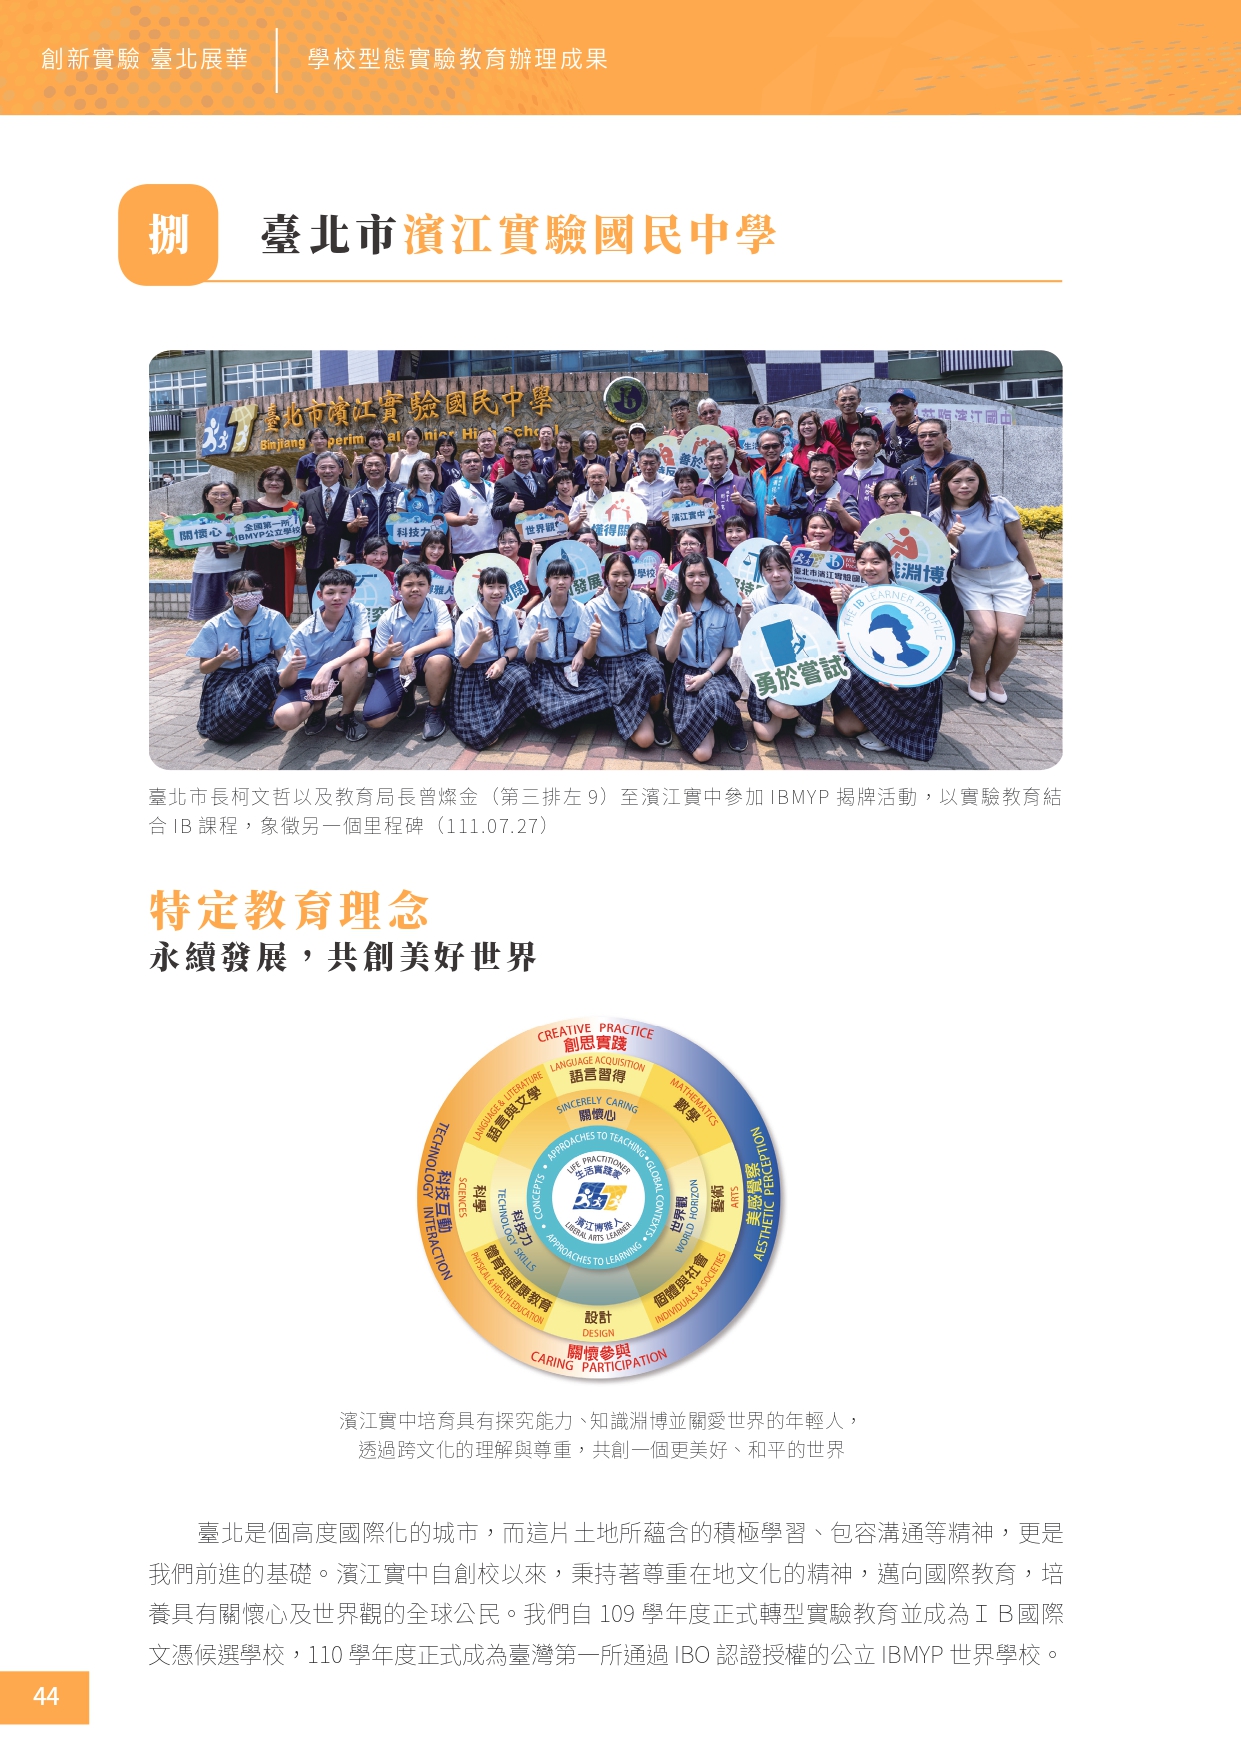 創新實驗 臺北展華
學校型態實驗教育辦理成果
捌
臺北市濱江實驗國民中學
臺北市濱江實驗國民中學
關懷心
全國第一所
IBMYP公立學校
科技力
世界觀
懂得關
濱江實中
善於
發展
學校
勇於嘗試
THE IB LEARNER PROFILE
識淵博
臺北市長柯文哲以及教育局長曾燦金（第三排左 9）至濱江實中參加 IBMYP 揭牌活動，以實驗教育結
合 IB 課程，象徵另一個里程碑（111.07.27）
特定教育理念
永續發展，共創美好世界
CREATIVE PRACTICE
創思實踐
LANGUAGE ACQUISITION
語言習得
LANGUAGE & LITERATURE
語言與文學
MATHEMATICS
數學
SINCERELY CARING
關懷心
APPROACHES TO TEACHING • GLOBAL CONTEXTS • APPROACHES TO LEARNING • CONCEPTS •
LIFE PRACTITIONER
生活實踐家
濱江博雅人
LIBERAL ARTS LEARNER
TECHNOLOGY INTERACTION
科技互動
SCIENCES
科學
TECHNOLOGY SKILLS
科技力
世界觀
WORLD HORIZON
藝術
ARTS
美感覺察
AESTHETIC PERCEPTION
體育與健康教育
PHYSICAL & HEALTH EDUCATION
個體與社會
INDIVIDUALS & SOCIETIES
設計
DESIGN
關懷參與
CARING PARTICIPATION
濱江實中培育具有探究能力、知識淵博並關愛世界的年輕人，
透過跨文化的理解與尊重，共創一個更美好、和平的世界
臺北是個高度國際化的城市，而這片土地所蘊含的積極學習、包容溝通等精神，更是
我們前進的基礎。濱江實中自創校以來，秉持著尊重在地文化的精神，邁向國際教育，培
養具有關懷心及世界觀的全球公民。我們自 109 學年度正式轉型實驗教育並成為ＩＢ國際
文憑候選學校，110 學年度正式成為臺灣第一所通過 IBO 認證授權的公立 IBMYP 世界學校。
44